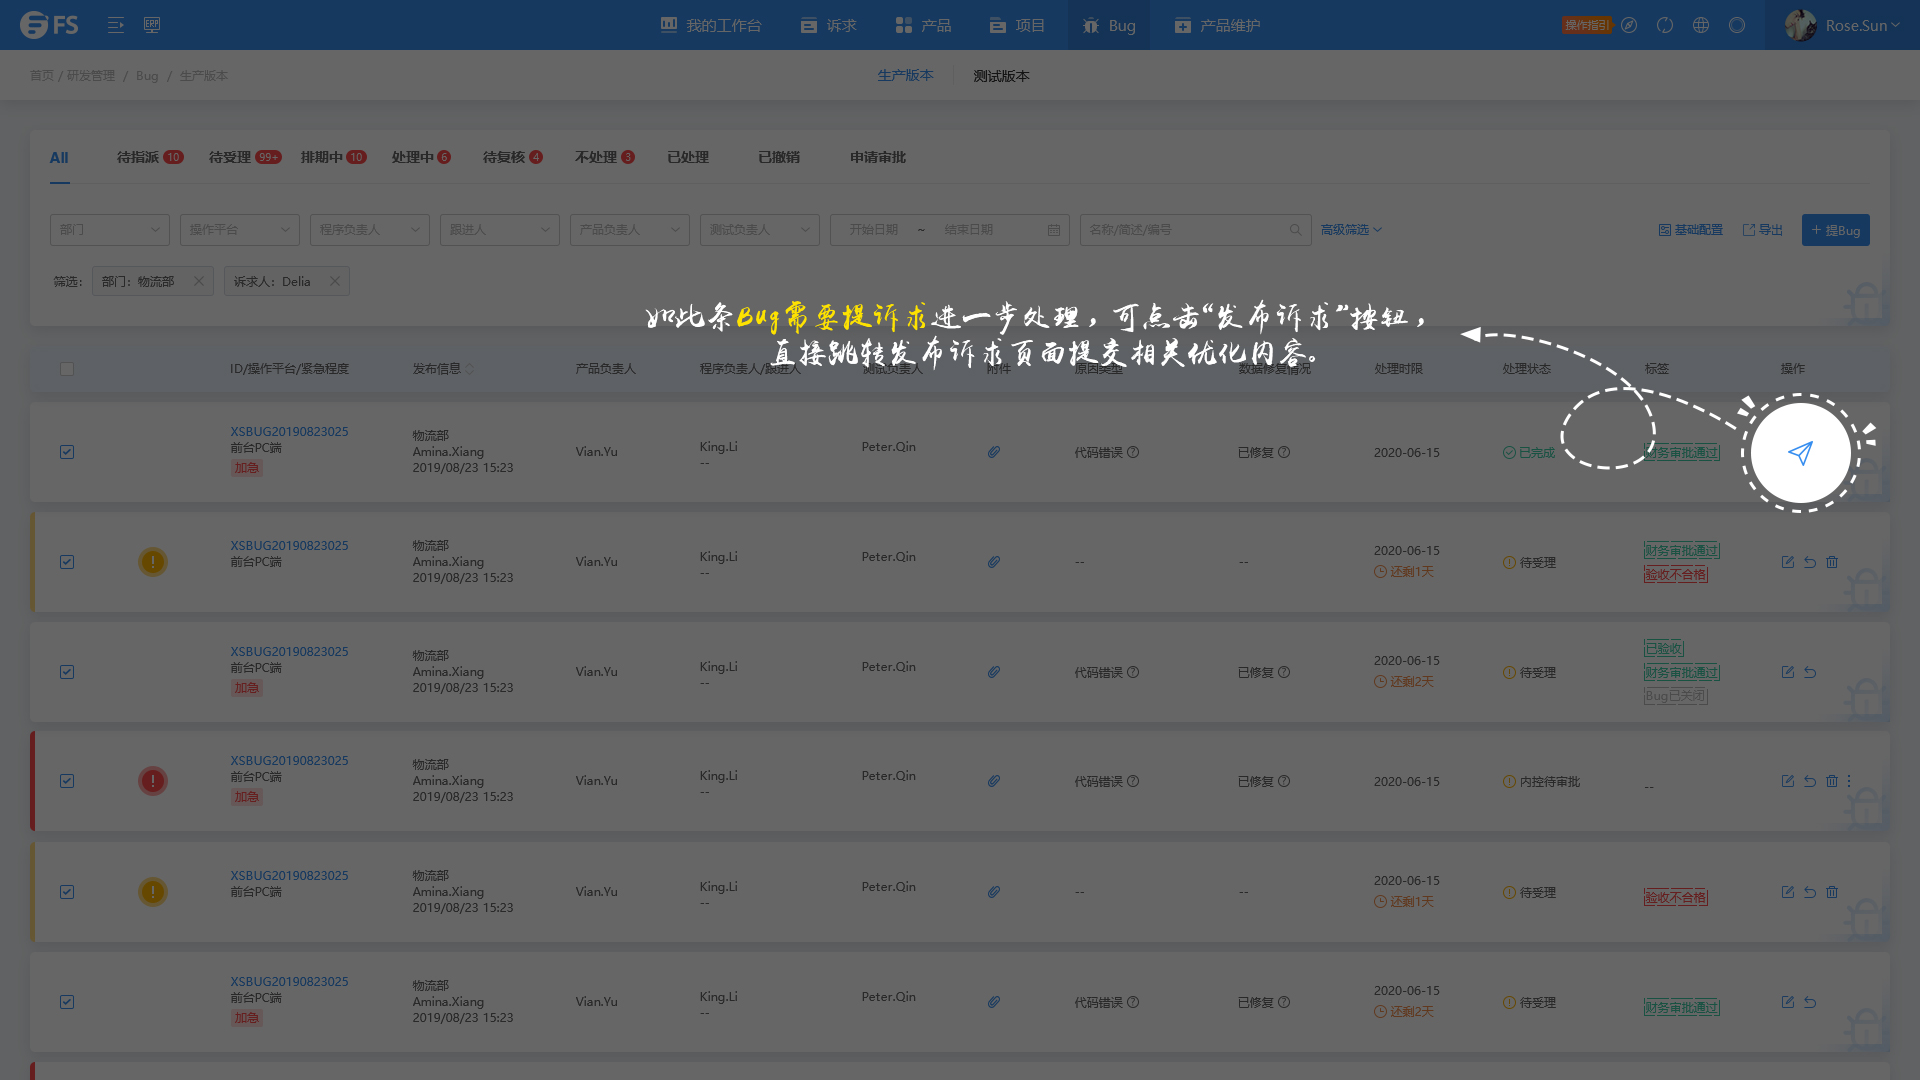 FS ERP 我的工作台 诉求 产品 项目 Bug 产品维护 操作指引 Rose.Sun
首页 / 研发管理 / Bug / 生产版本 生产版本 测试版本
All 待指派 10 待受理 99+ 排期中 10 处理中 6 待复核 4 不处理 3 已处理 已撤销 申请审批
部门 操作平台 程序负责人 跟进人 产品负责人 测试负责人 开始日期 ~ 结束日期 名称/简述/编号 高级筛选 基础配置 导出 + 提Bug
筛选： 部门：物流部 诉求人：Delia
如此条Bug需要提诉求进一步处理，可点击“发布诉求”按钮，
直接跳转发布诉求页面提交相关优化内容。
ID/操作平台/紧急程度 发布信息 产品负责人 程序负责人/跟进人 测试负责人 附件 原因类型 数据修复情况 处理时限 处理状态 标签 操作
XSBUG20190823025
前台PC端
加急
物流部
Amina.Xiang
2019/08/23 15:23
Vian.Yu
King.Li
--
Peter.Qin
代码错误
已修复
2020-06-15
已完成
财务审批通过
XSBUG20190823025
前台PC端
物流部
Amina.Xiang
2019/08/23 15:23
Vian.Yu
King.Li
--
Peter.Qin
--
--
2020-06-15
还剩1天
待受理
财务审批通过
验收不合格
XSBUG20190823025
前台PC端
加急
物流部
Amina.Xiang
2019/08/23 15:23
Vian.Yu
King.Li
--
Peter.Qin
代码错误
已修复
2020-06-15
还剩2天
待受理
已验收
财务审批通过
Bug已关闭
XSBUG20190823025
前台PC端
加急
物流部
Amina.Xiang
2019/08/23 15:23
Vian.Yu
King.Li
--
Peter.Qin
代码错误
已修复
2020-06-15
内控待审批
--
XSBUG20190823025
前台PC端
物流部
Amina.Xiang
2019/08/23 15:23
Vian.Yu
King.Li
--
Peter.Qin
--
--
2020-06-15
还剩1天
待受理
验收不合格
XSBUG20190823025
前台PC端
加急
物流部
Amina.Xiang
2019/08/23 15:23
Vian.Yu
King.Li
--
Peter.Qin
代码错误
已修复
2020-06-15
还剩2天
待受理
财务审批通过